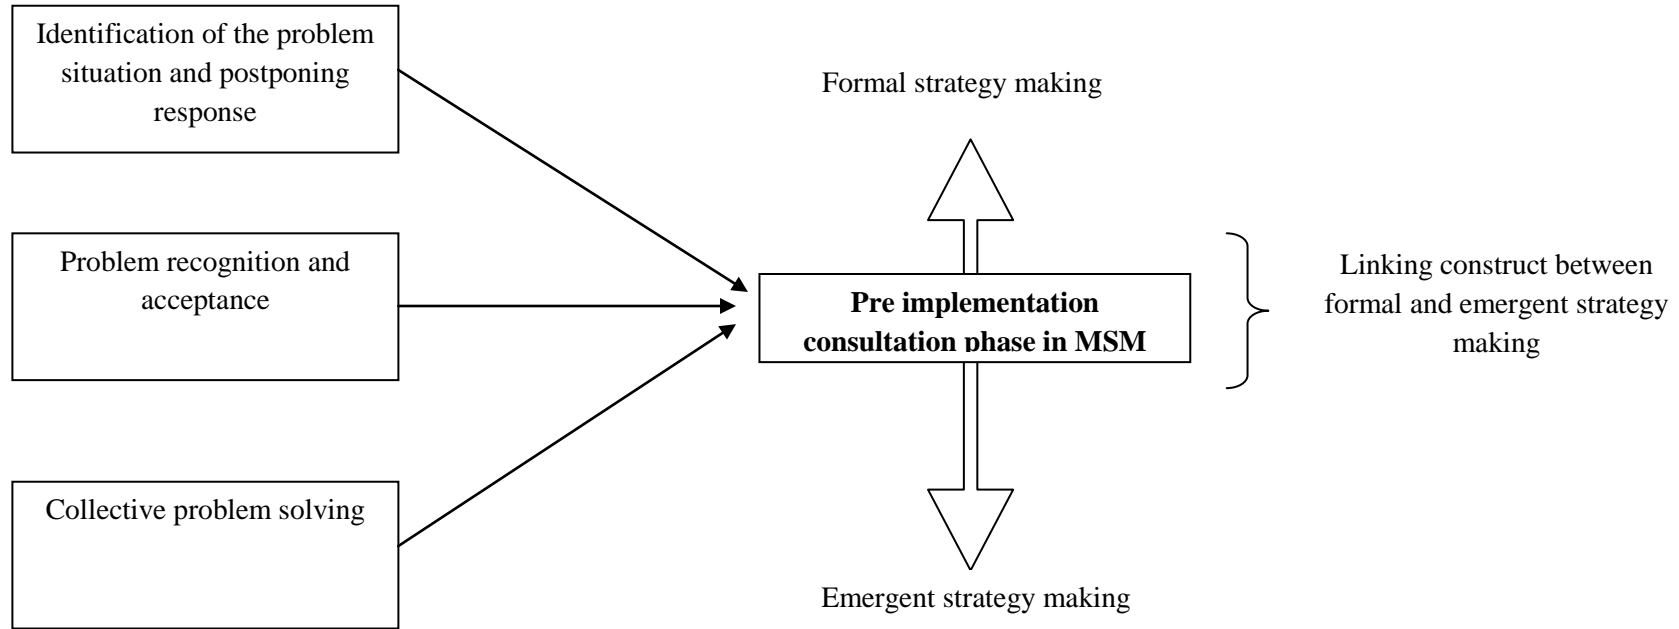 Identification of the problem
situation and postponing
response
Problem recognition and
acceptance
Collective problem solving
Formal strategy making
Pre implementation
consultation phase in MSM
Emergent strategy making
Linking construct between
formal and emergent strategy
making